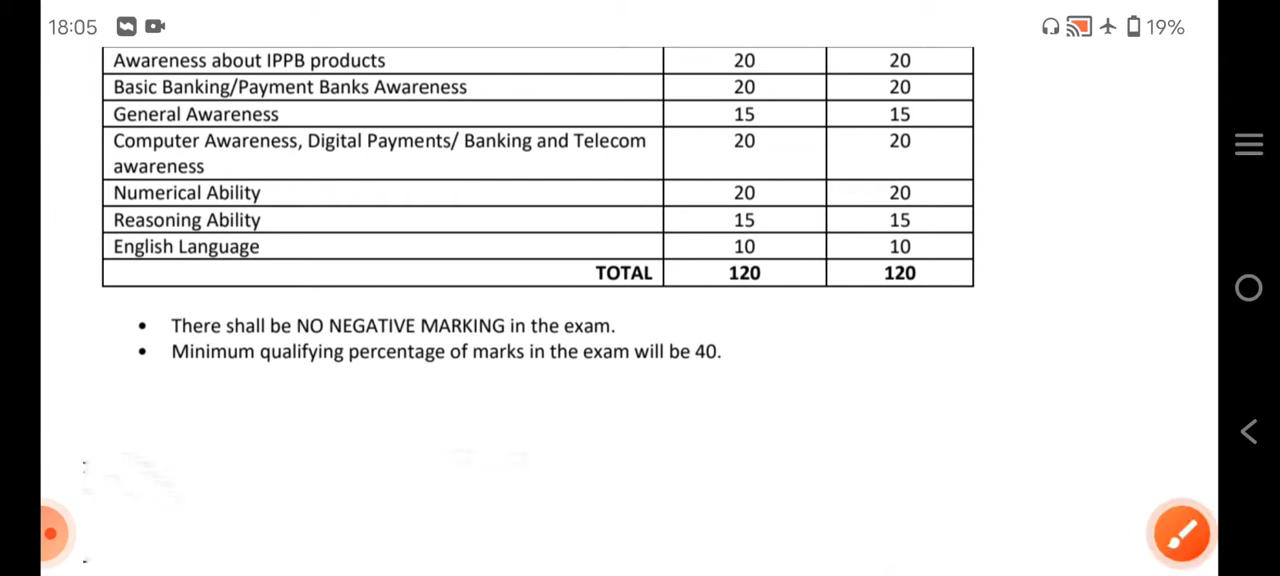 18:05 19%
Awareness about IPPB products 20 20
Basic Banking/Payment Banks Awareness 20 20
General Awareness 15 15
Computer Awareness, Digital Payments/ Banking and Telecom 20 20
awareness
Numerical Ability 20 20
Reasoning Ability 15 15
English Language 10 10
TOTAL 120 120
• There shall be NO NEGATIVE MARKING in the exam.
• Minimum qualifying percentage of marks in the exam will be 40.